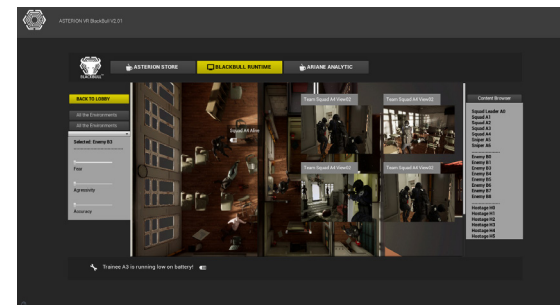 ASTERION VR BlackBull V2.01
BLACKBULL
ASTERION STORE
BLACKBULL RUNTIME
ARIANE ANALYTIC
BACK TO LOBBY
All the Environments
All the Environments
Selected: Enemy B2
Fear
Agressivity
Accuracy
Squad A4 Alive
Team Squad A4 View02
Team Squad A4 View02
Team Squad A4 View02
Team Squad A4 View02
Content Browser
Squad Leader A0
Squad A1
Squad A2
Squad A3
Squad A4
Sniper A5
Sniper A6
Enemy B0
Enemy B1
Enemy B2
Enemy B3
Enemy B4
Enemy B5
Enemy B6
Enemy B7
Enemy B8
Hostage H0
Hostage H1
Hostage H2
Hostage H3
Hostage H4
Hostage H5
Trainee A3 is running low on battery!